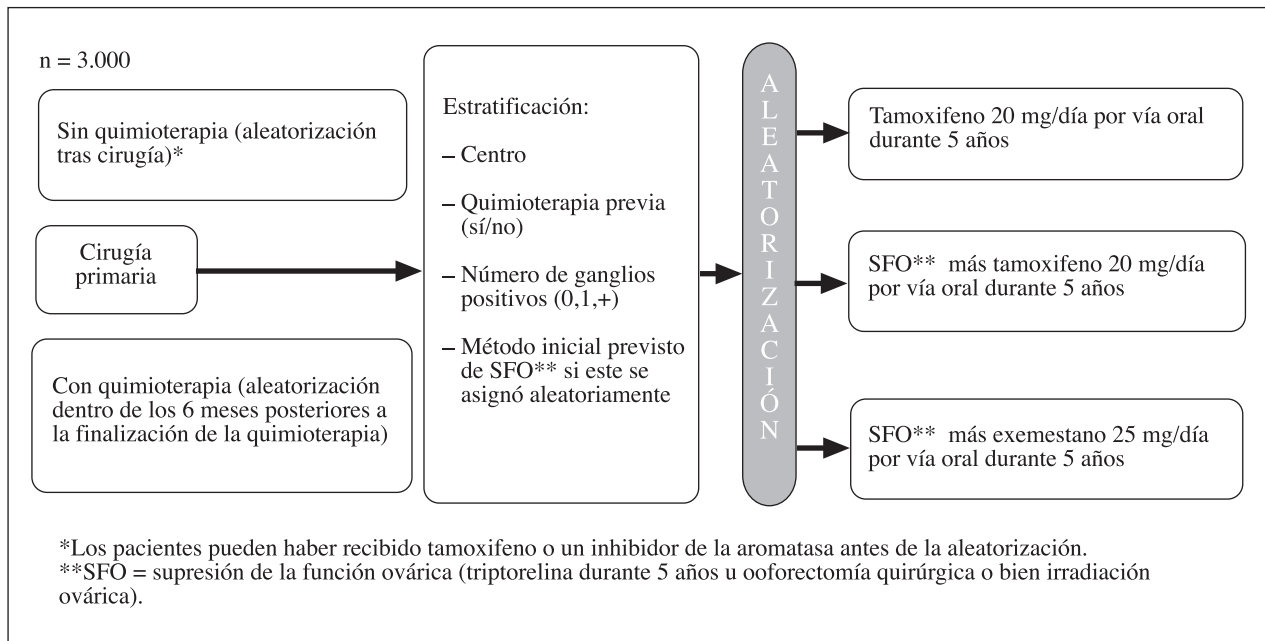 n = 3.000
Sin quimioterapia (aleatorización
tras cirugía)*
Cirugía
primaria
Con quimioterapia (aleatorización
dentro de los 6 meses posteriores a
la finalización de la quimioterapia)
Estratificación:
– Centro
– Quimioterapia previa
(sí/no)
– Número de ganglios
positivos (0,1,+)
– Método inicial previsto
de SFO** si este se
asignó aleatoriamente
ALEATORIZACIÓN
Tamoxifeno 20 mg/día por vía oral
durante 5 años
SFO** más tamoxifeno 20 mg/día
por vía oral durante 5 años
SFO** más exemestano 25 mg/día
por vía oral durante 5 años
*Los pacientes pueden haber recibido tamoxifeno o un inhibidor de la aromatasa antes de la aleatorización.
**SFO = supresión de la función ovárica (triptorelina durante 5 años u ooforectomía quirúrgica o bien irradiación
ovárica).